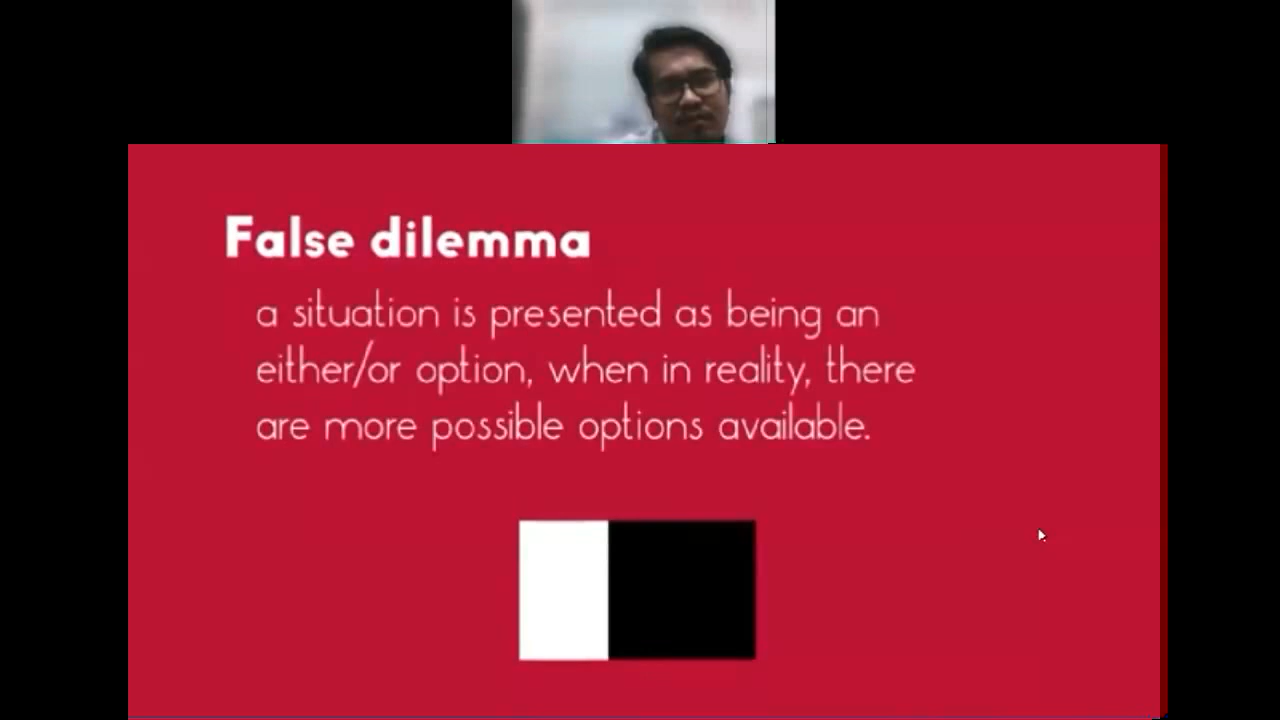 False dilemma
a situation is presented as being an
either/or option, when in reality, there
are more possible options available.